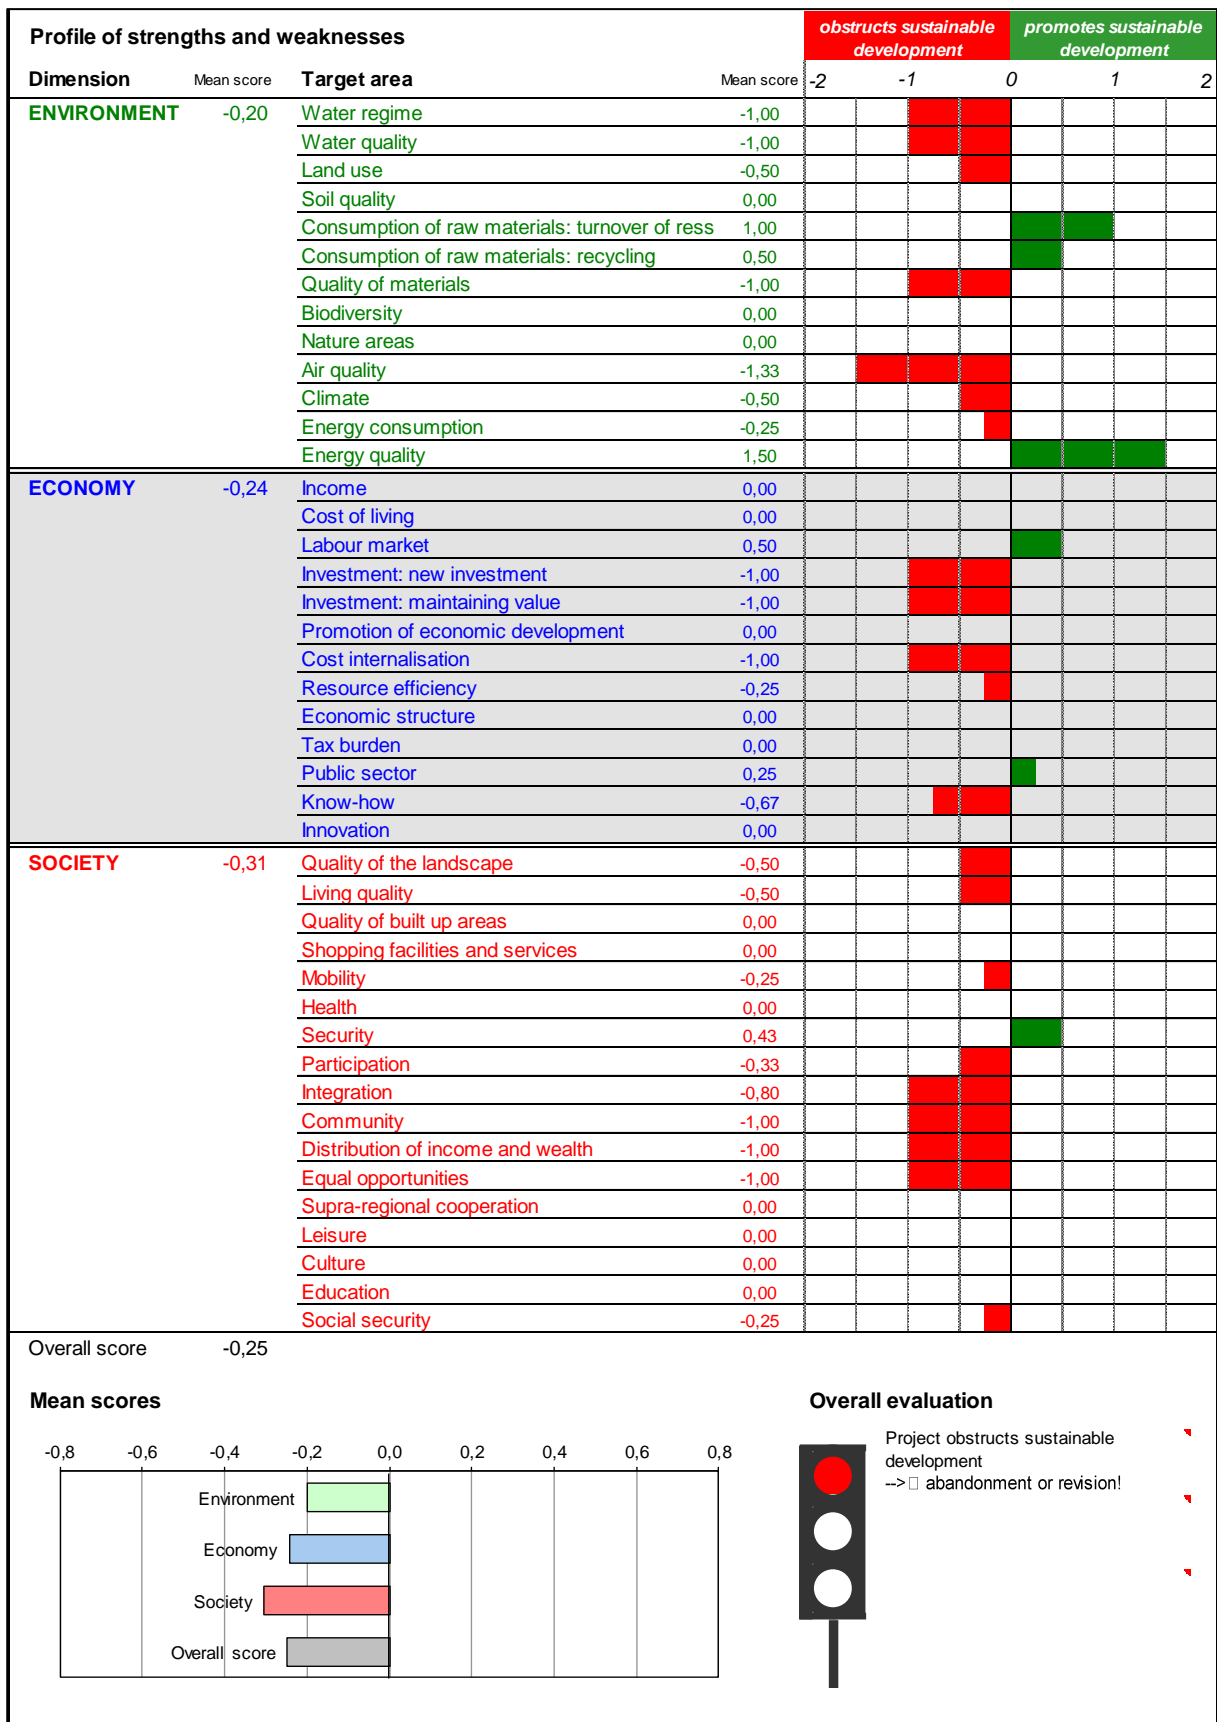 Profile of strengths and weaknesses
obstructs sustainable development
promotes sustainable development
Dimension Mean score Target area Mean score -2 -1 0 1 2
ENVIRONMENT -0,20 Water regime -1,00
Water quality -1,00
Land use -0,50
Soil quality 0,00
Consumption of raw materials: turnover of ress 1,00
Consumption of raw materials: recycling 0,50
Quality of materials -1,00
Biodiversity 0,00
Nature areas 0,00
Air quality -1,33
Climate -0,50
Energy consumption -0,25
Energy quality 1,50
ECONOMY -0,24 Income 0,00
Cost of living 0,00
Labour market 0,50
Investment: new investment -1,00
Investment: maintaining value -1,00
Promotion of economic development 0,00
Cost internalisation -1,00
Resource efficiency -0,25
Economic structure 0,00
Tax burden 0,00
Public sector 0,25
Know-how -0,67
Innovation 0,00
SOCIETY -0,31 Quality of the landscape -0,50
Living quality -0,50
Quality of built up areas 0,00
Shopping facilities and services 0,00
Mobility -0,25
Health 0,00
Security 0,43
Participation -0,33
Integration -0,80
Community -1,00
Distribution of income and wealth -1,00
Equal opportunities -1,00
Supra-regional cooperation 0,00
Leisure 0,00
Culture 0,00
Education 0,00
Social security -0,25
Overall score -0,25
Mean scores
-0,8 -0,6 -0,4 -0,2 0,0 0,2 0,4 0,6 0,8
Environment
Economy
Society
Overall score
Overall evaluation
Project obstructs sustainable
development
-->□ abandonment or revision!